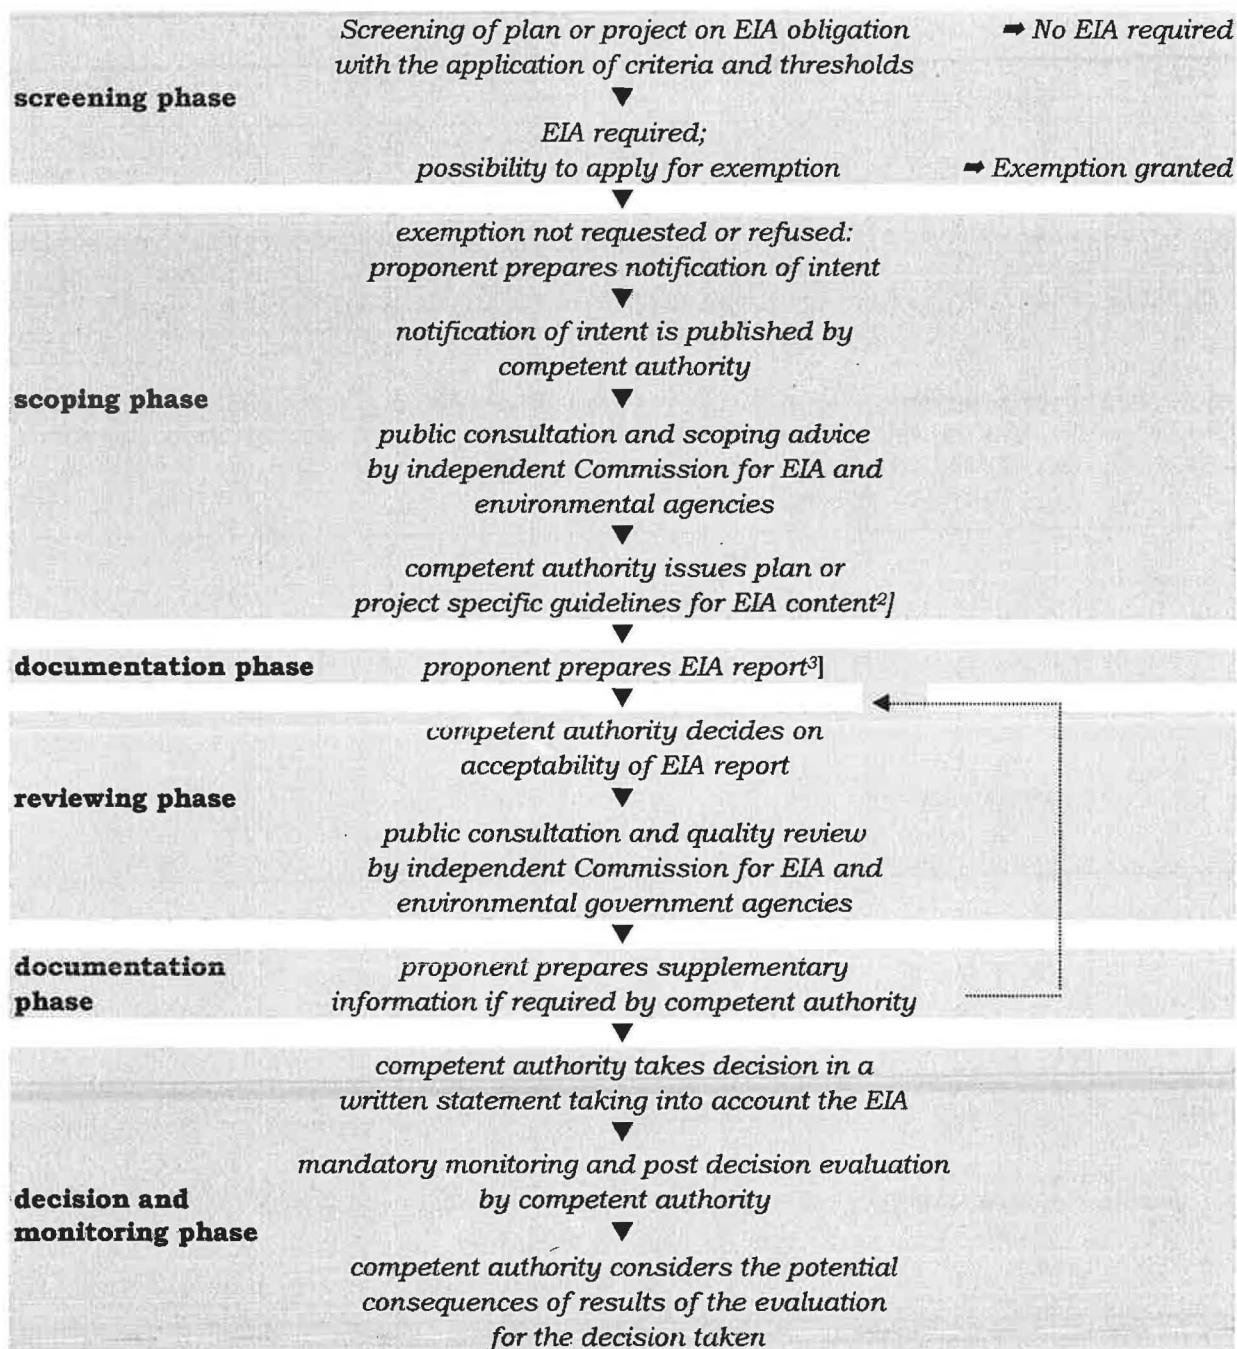 Screening of plan or project on EIA obligation ➡ No EIA required
with the application of criteria and thresholds
screening phase
▼
EIA required;
possibility to apply for exemption ➡ Exemption granted
▼
exemption not requested or refused:
proponent prepares notification of intent
▼
notification of intent is published by
competent authority
▼
scoping phase
public consultation and scoping advice
by independent Commission for EIA and
environmental agencies
▼
competent authority issues plan or
project specific guidelines for EIA content²]
▼
documentation phase proponent prepares EIA report³]
▼
competent authority decides on
acceptability of EIA report
reviewing phase
▼
public consultation and quality review
by independent Commission for EIA and
environmental government agencies
▼
documentation proponent prepares supplementary
phase information if required by competent authority
▼
competent authority takes decision in a
written statement taking into account the EIA
▼
mandatory monitoring and post decision evaluation
decision and by competent authority
monitoring phase
▼
competent authority considers the potential
consequences of results of the evaluation
for the decision taken